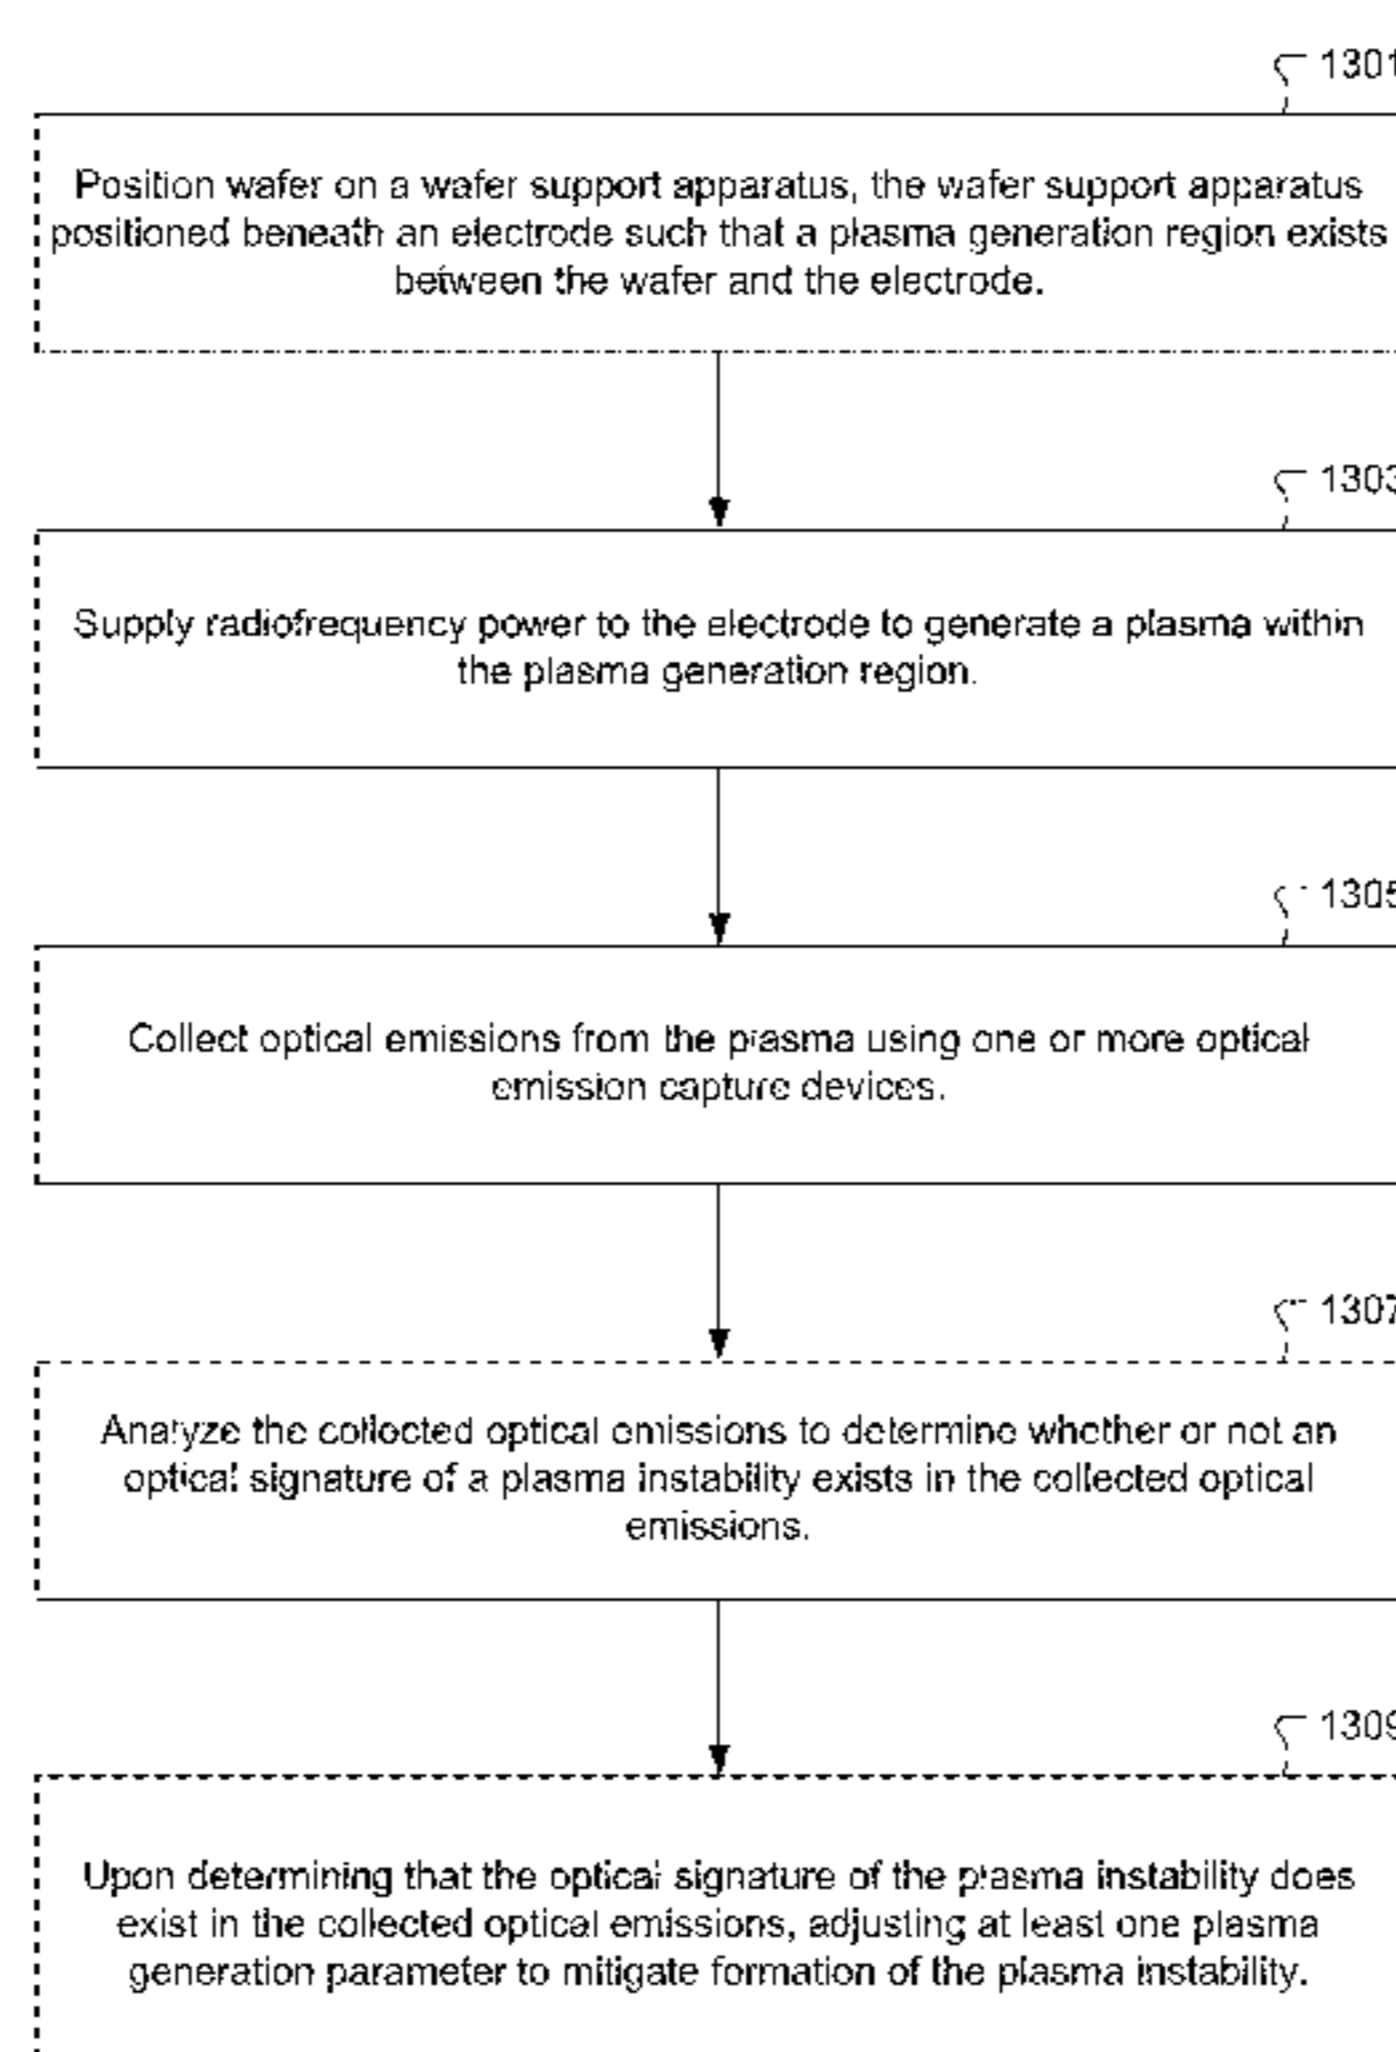 1301
Position wafer on a wafer support apparatus, the wafer support apparatus
positioned beneath an electrode such that a plasma generation region exists
between the wafer and the electrode.
1303
Supply radiofrequency power to the electrode to generate a plasma within
the plasma generation region.
1305
Collect optical emissions from the plasma using one or more optical
emission capture devices.
1307
Analyze the collected optical emissions to determine whether or not an
optical signature of a plasma instability exists in the collected optical
emissions.
1309
Upon determining that the optical signature of the plasma instability does
exist in the collected optical emissions, adjusting at least one plasma
generation parameter to mitigate formation of the plasma instability.